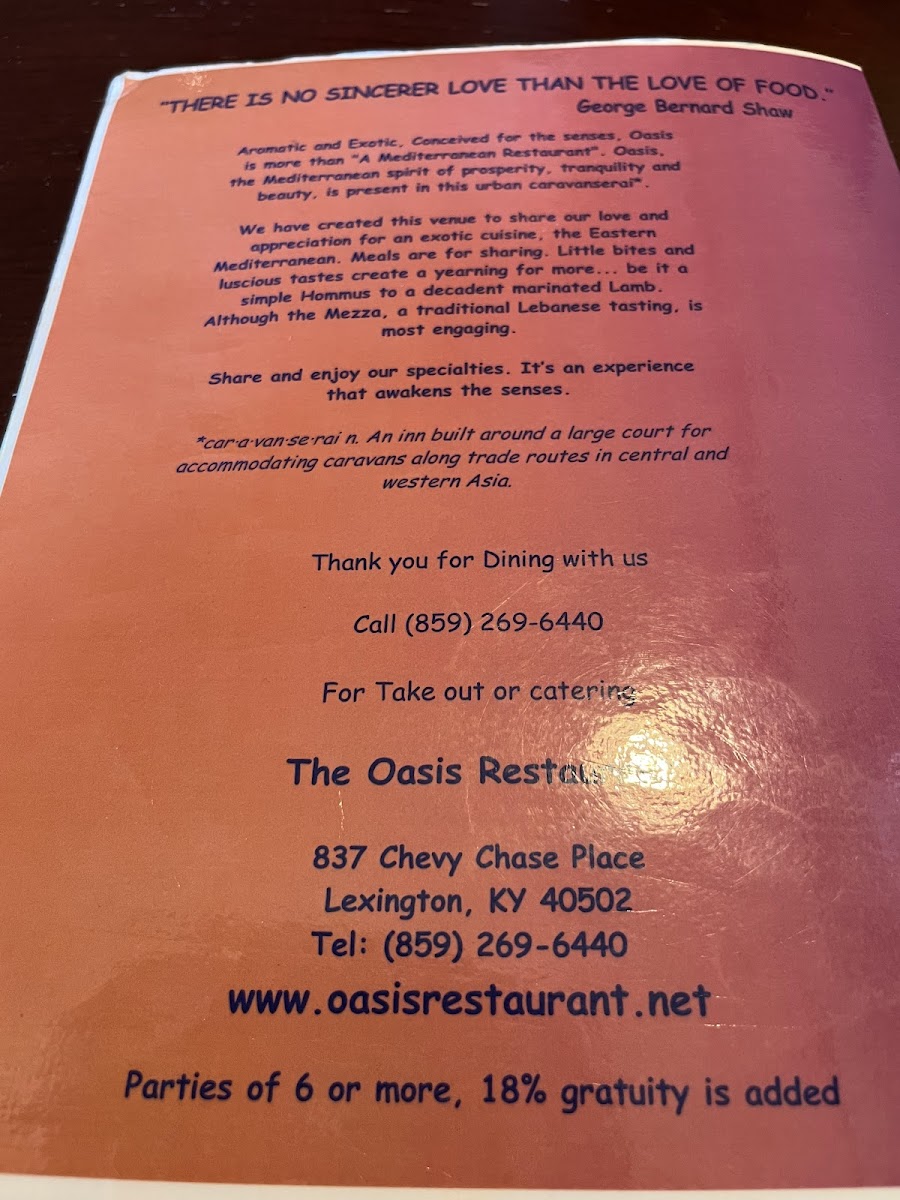 "THERE IS NO SINCERER LOVE THAN THE LOVE OF FOOD."
George Bernard Shaw
Aromatic and Exotic, Conceived for the senses, Oasis
is more than "A Mediterranean Restaurant". Oasis,
the Mediterranean spirit of prosperity, tranquility and
beauty, is present in this urban caravanserai*.
We have created this venue to share our love and
appreciation for an exotic cuisine, the Eastern
Mediterranean. Meals are for sharing. Little bites and
luscious tastes create a yearning for more... be it a
simple Hommus to a decadent marinated Lamb.
Although the Mezza, a traditional Lebanese tasting, is
most engaging.
Share and enjoy our specialties. It's an experience
that awakens the senses.
*car·a·van·se·rai n. An inn built around a large court for
accommodating caravans along trade routes in central and
western Asia.
Thank you for Dining with us
Call (859) 269-6440
For Take out or catering
The Oasis
837 Chevy Chase Place
Lexington, KY 40502
Tel: (859) 269-6440
www.oasisrestaurant.net
Parties of 6 or more, 18% gratuity is added